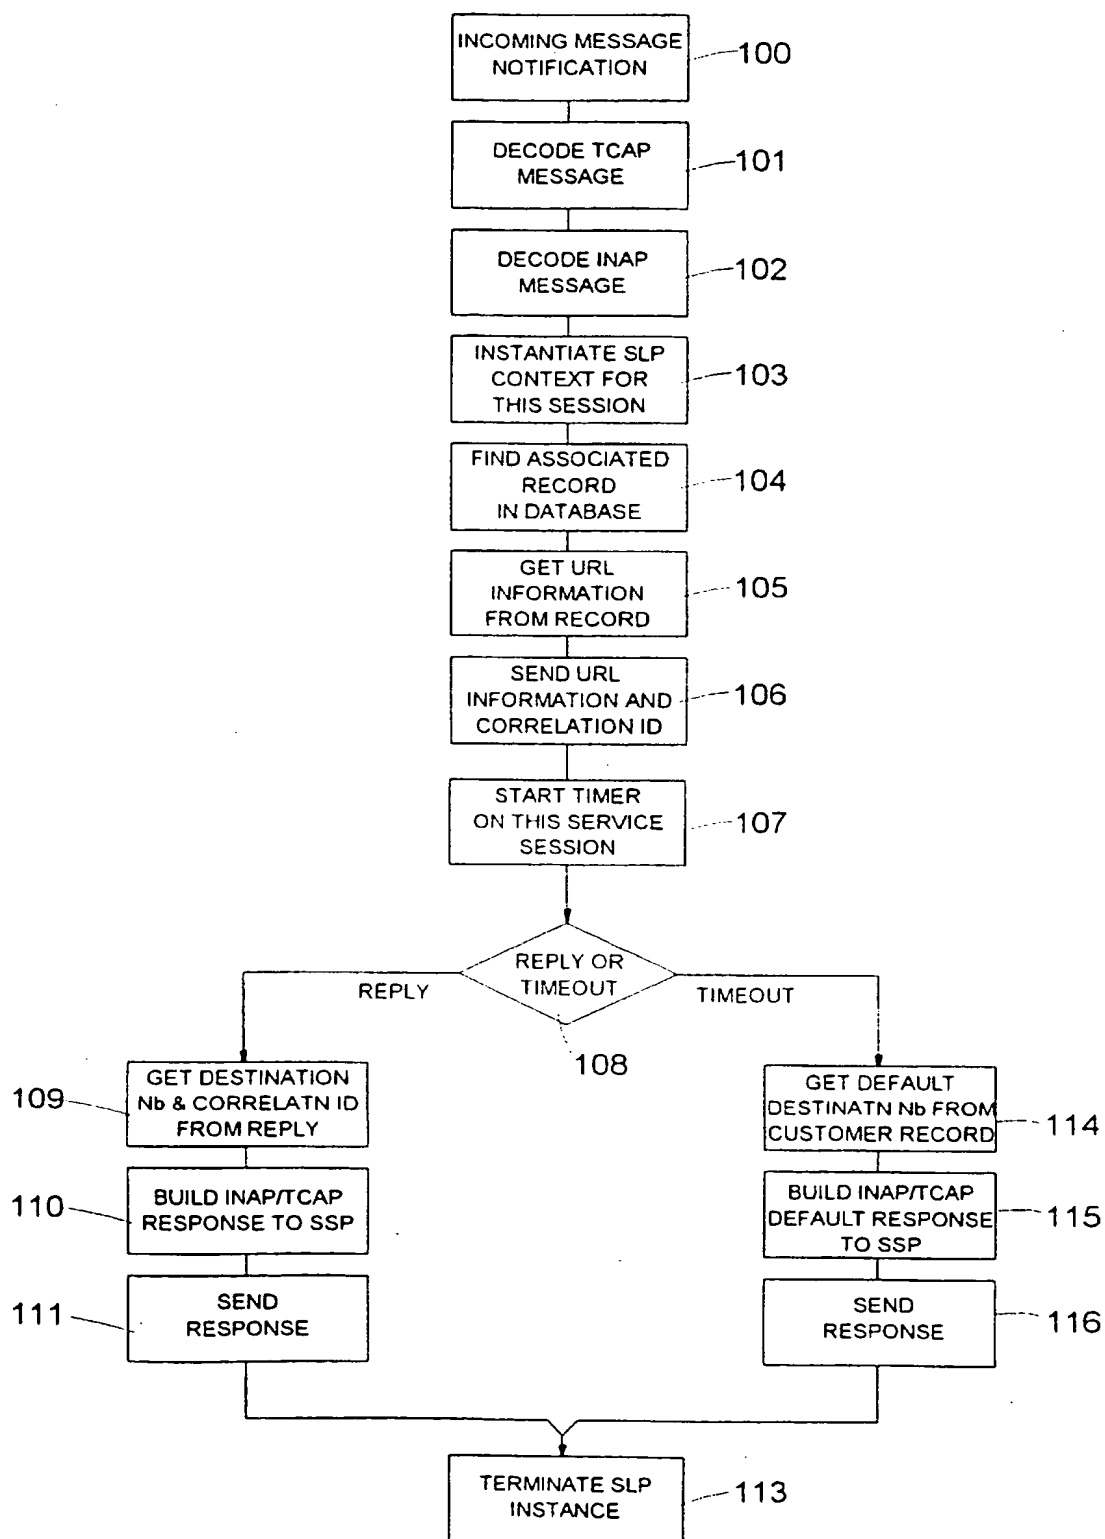 INCOMING MESSAGE
NOTIFICATION
100
DECODE TCAP
MESSAGE
101
DECODE INAP
MESSAGE
102
INSTANTIATE SLP
CONTEXT FOR
THIS SESSION
103
FIND ASSOCIATED
RECORD
IN DATABASE
104
GET URL
INFORMATION
FROM RECORD
105
SEND URL
INFORMATION AND
CORRELATION ID
106
START TIMER
ON THIS SERVICE
SESSION
107
REPLY OR
TIMEOUT
REPLY
TIMEOUT
108
109
GET DESTINATION
Nb & CORRELATN ID
FROM REPLY
110
BUILD INAP/TCAP
RESPONSE TO SSP
111
SEND
RESPONSE
GET DEFAULT
DESTINATN Nb FROM
CUSTOMER RECORD
114
BUILD INAP/TCAP
DEFAULT RESPONSE
TO SSP
115
SEND
RESPONSE
116
TERMINATE SLP
INSTANCE
113